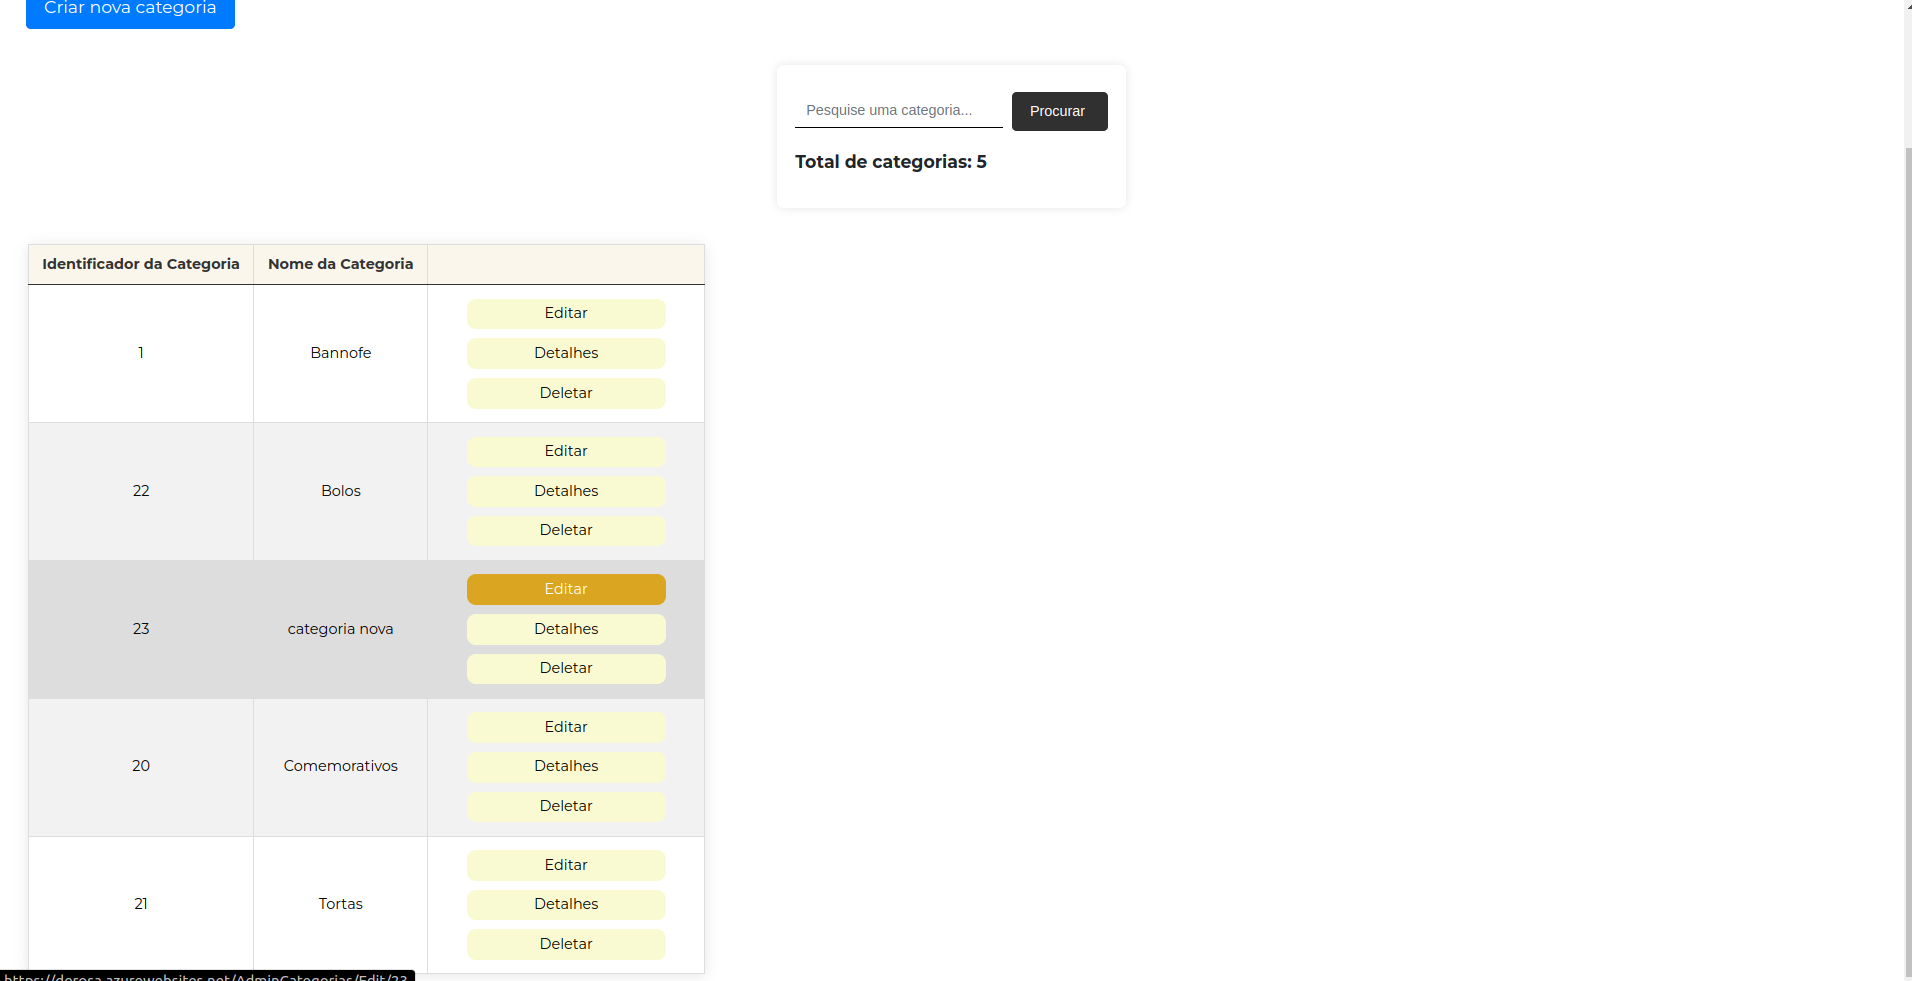 Criar nova categoria
Pesquise uma categoria...
Procurar
Total de categorias: 5
Identificador da Categoria Nome da Categoria
Editar
1 Bannofe Detalhes
Deletar
Editar
22 Bolos Detalhes
Deletar
Editar
23 categoria nova Detalhes
Deletar
Editar
20 Comemorativos Detalhes
Deletar
Editar
21 Tortas Detalhes
Deletar
https://derosa.azurewebsites.net/AdminCategorias/Edit/23